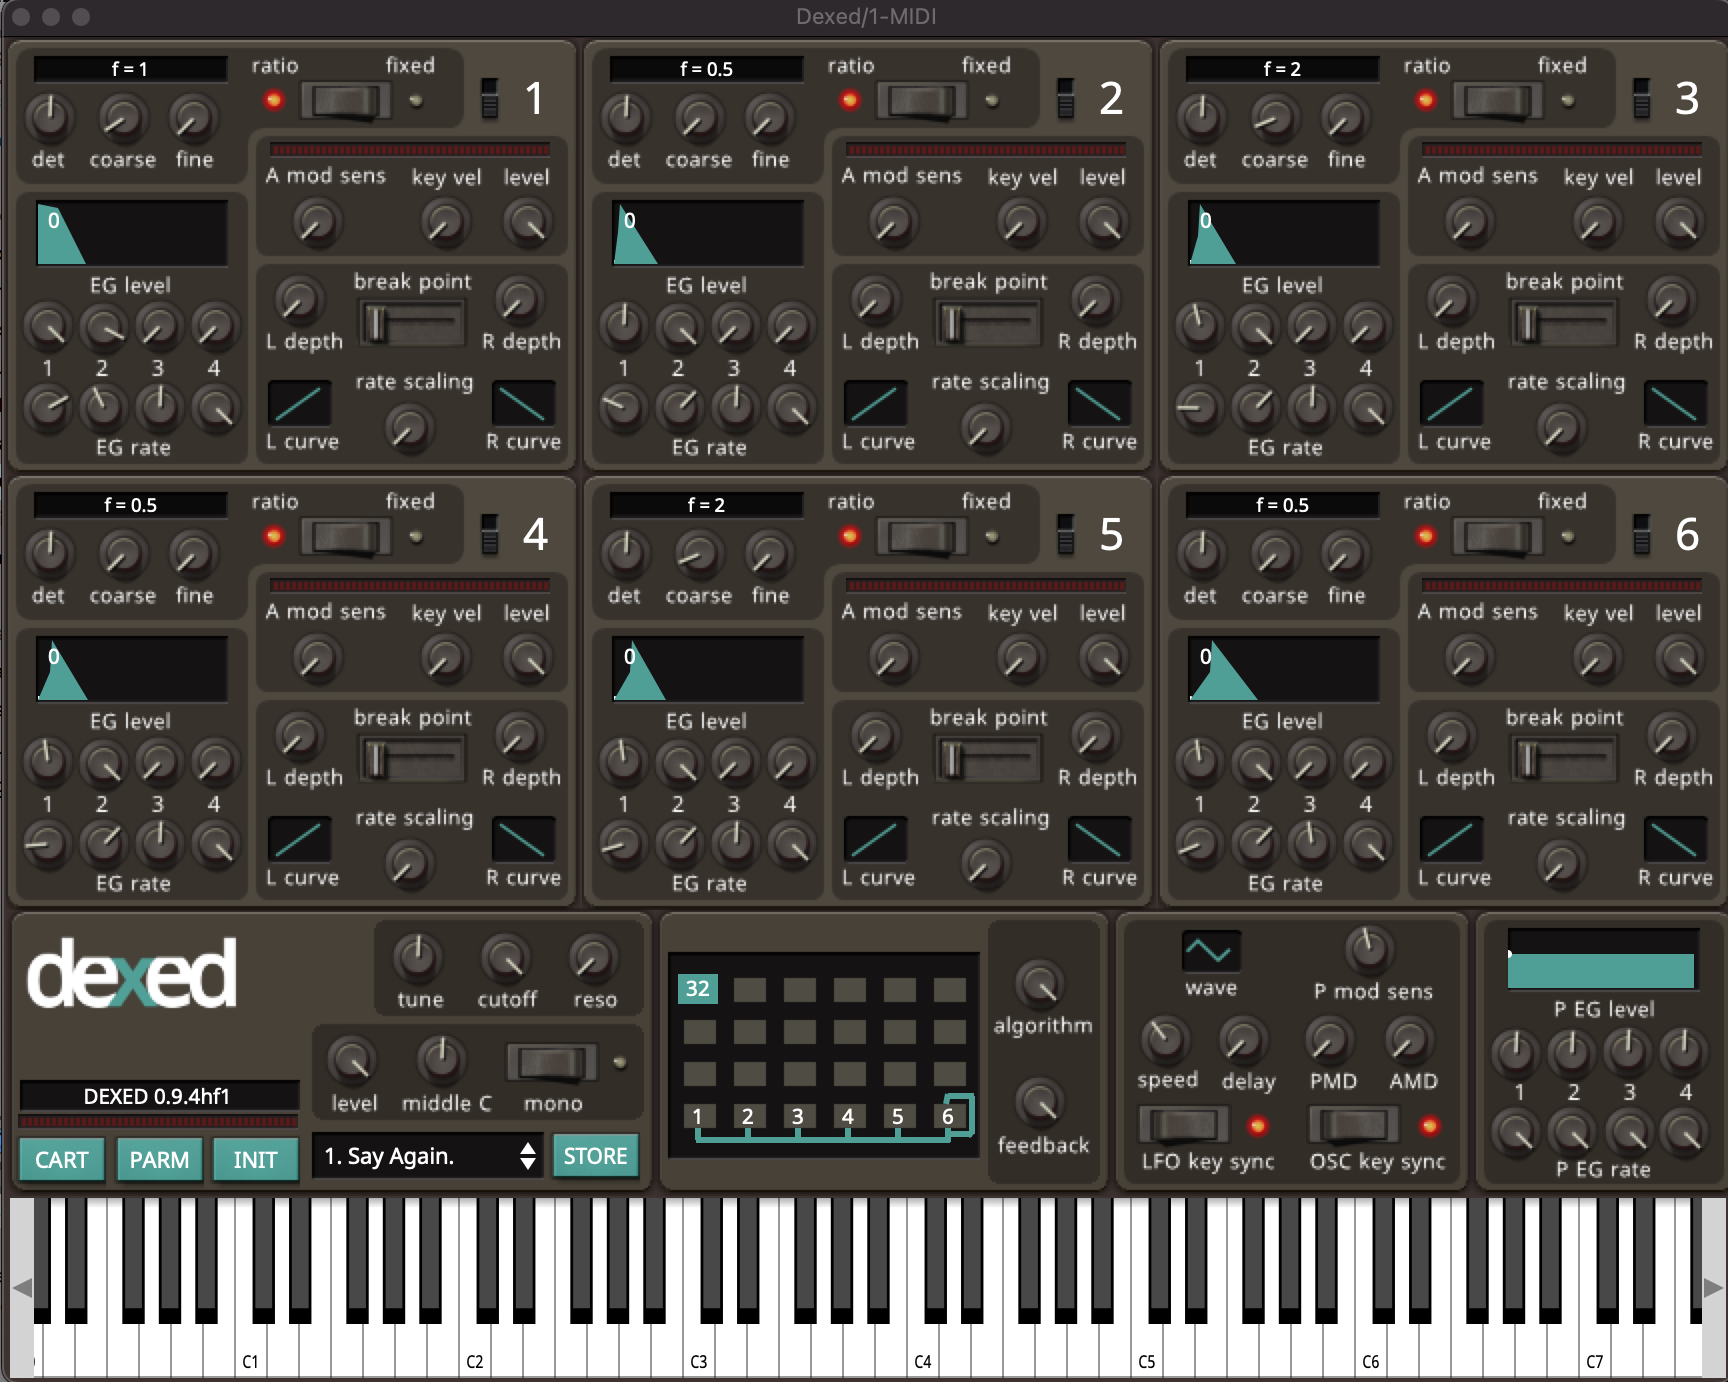 Dexed/1-MIDI
f = 1
ratio fixed
1
det coarse fine
A mod sens key vel level
0
EG level
1 2 3 4
EG rate
break point
L depth R depth
rate scaling
L curve R curve
f = 0.5
ratio fixed
2
det coarse fine
A mod sens key vel level
0
EG level
1 2 3 4
EG rate
break point
L depth R depth
rate scaling
L curve R curve
f = 2
ratio fixed
3
det coarse fine
A mod sens key vel level
0
EG level
1 2 3 4
EG rate
break point
L depth R depth
rate scaling
L curve R curve
f = 0.5
ratio fixed
4
det coarse fine
A mod sens key vel level
0
EG level
1 2 3 4
EG rate
break point
L depth R depth
rate scaling
L curve R curve
f = 2
ratio fixed
5
det coarse fine
A mod sens key vel level
0
EG level
1 2 3 4
EG rate
break point
L depth R depth
rate scaling
L curve R curve
f = 0.5
ratio fixed
6
det coarse fine
A mod sens key vel level
0
EG level
1 2 3 4
EG rate
break point
L depth R depth
rate scaling
L curve R curve
dexed
tune cutoff reso
level middle C mono
DEXED 0.9.4hf1
CART PARM INIT
1. Say Again.
STORE
32
1 2 3 4 5 6
algorithm
feedback
wave P mod sens
speed delay PMD AMD
LFO key sync OSC key sync
P EG level
1 2 3 4
P EG rate
C1 C2 C3 C4 C5 C6 C7